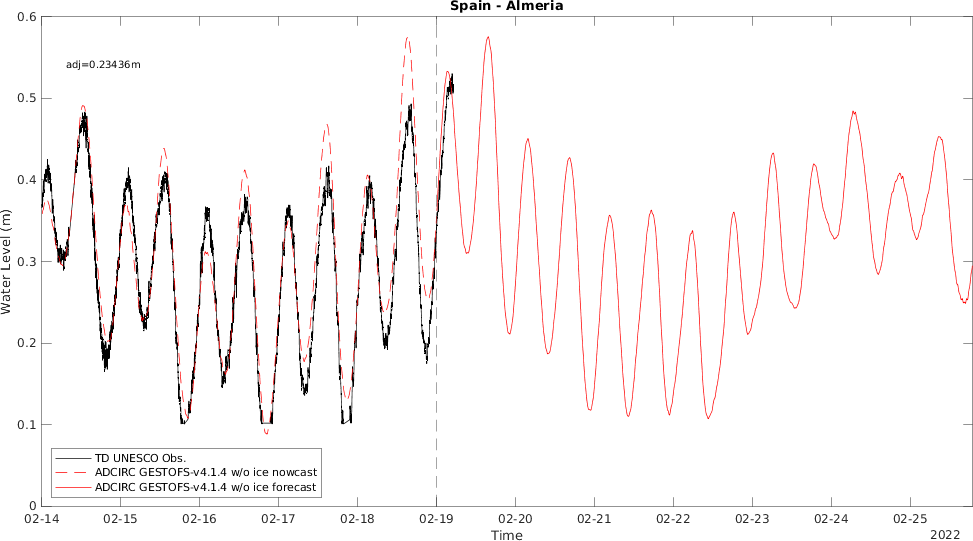 Spain - Almeria
adj=0.23436m
0.6
0.5
0.4
0.3
0.2
0.1
0
Water Level (m)
TD UNESCO Obs.
ADCIRC GESTOFS-v4.1.4 w/o ice nowcast
ADCIRC GESTOFS-v4.1.4 w/o ice forecast
02-14 02-15 02-16 02-17 02-18 02-19 02-20 02-21 02-22 02-23 02-24 02-25
Time
2022